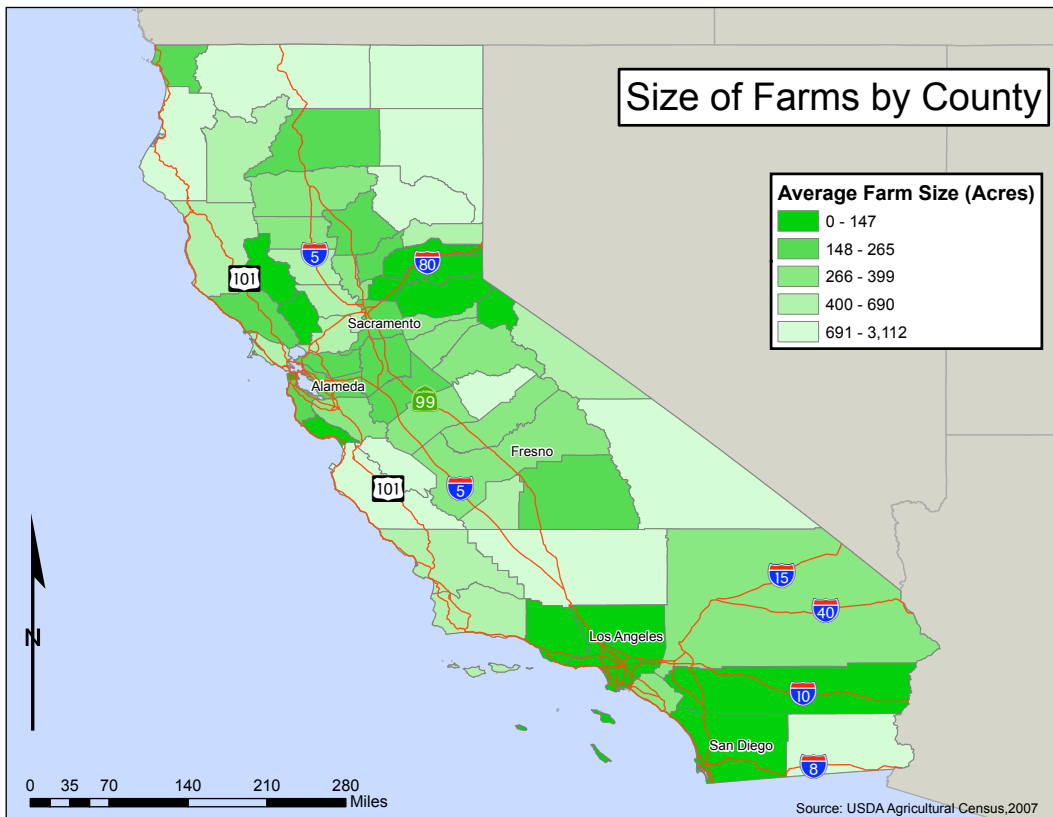 Size of Farms by County
Average Farm Size (Acres)
0 - 147
148 - 265
266 - 399
400 - 690
691 - 3,112
5
80
101
Sacramento
Alameda
99
Fresno
101
5
15
40
Los Angeles
10
San Diego
8
N
0 35 70 140 210 280
Miles
Source: USDA Agricultural Census,2007